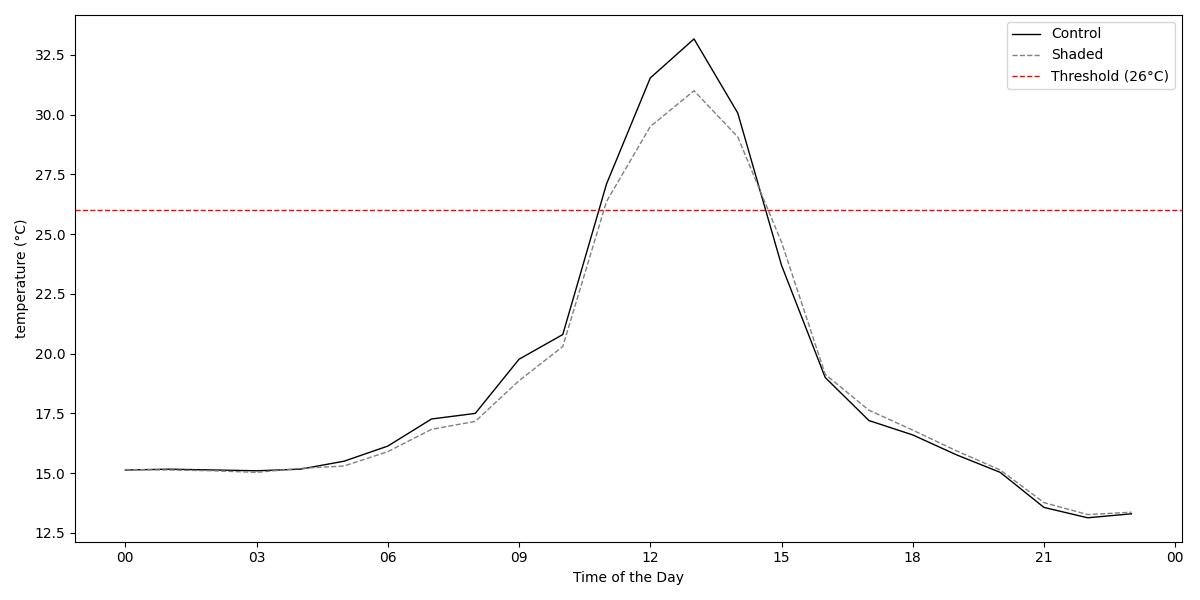 Control
Shaded
Threshold (26°C)
32.5
30.0
27.5
25.0
22.5
20.0
17.5
15.0
12.5
temperature (°C)
00 03 06 09 12 15 18 21 00
Time of the Day